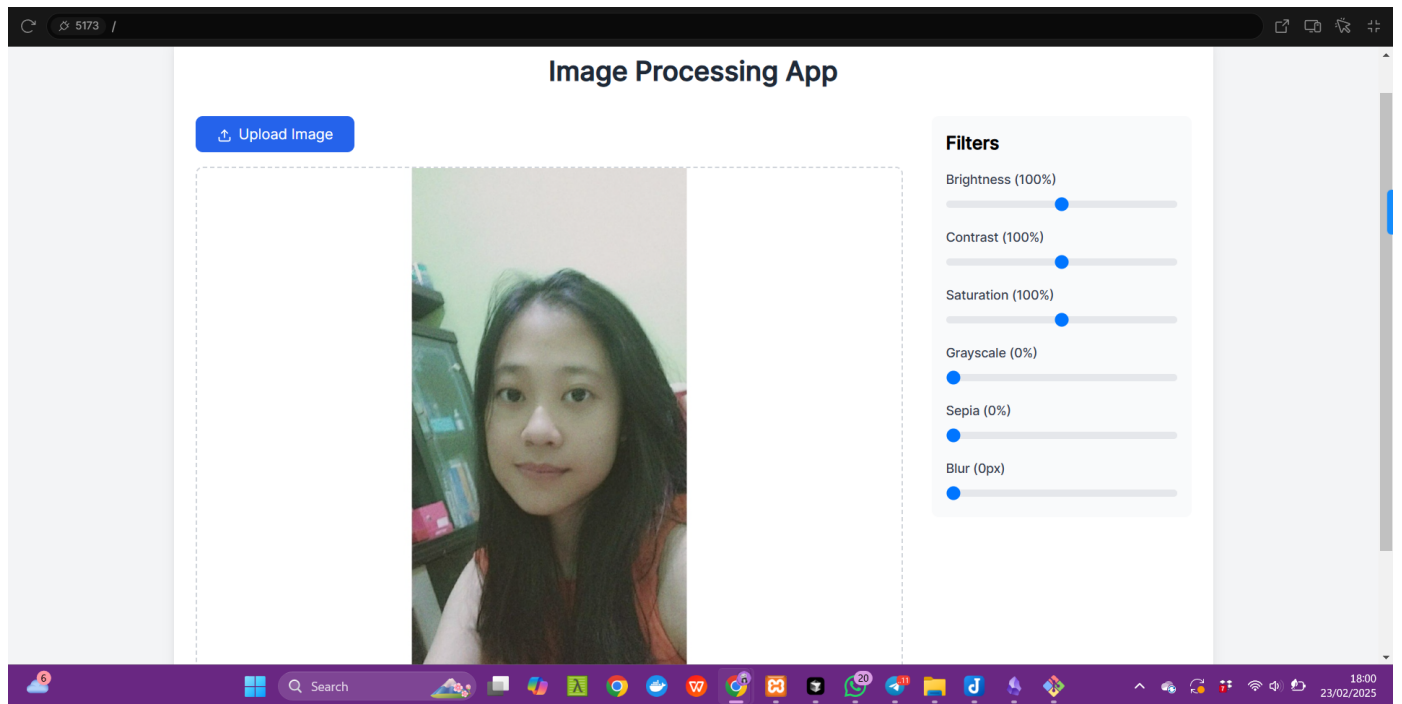 5173 /
Image Processing App
Upload Image
Filters
Brightness (100%)
Contrast (100%)
Saturation (100%)
Grayscale (0%)
Sepia (0%)
Blur (0px)
6
Search
20
11
18:00
23/02/2025